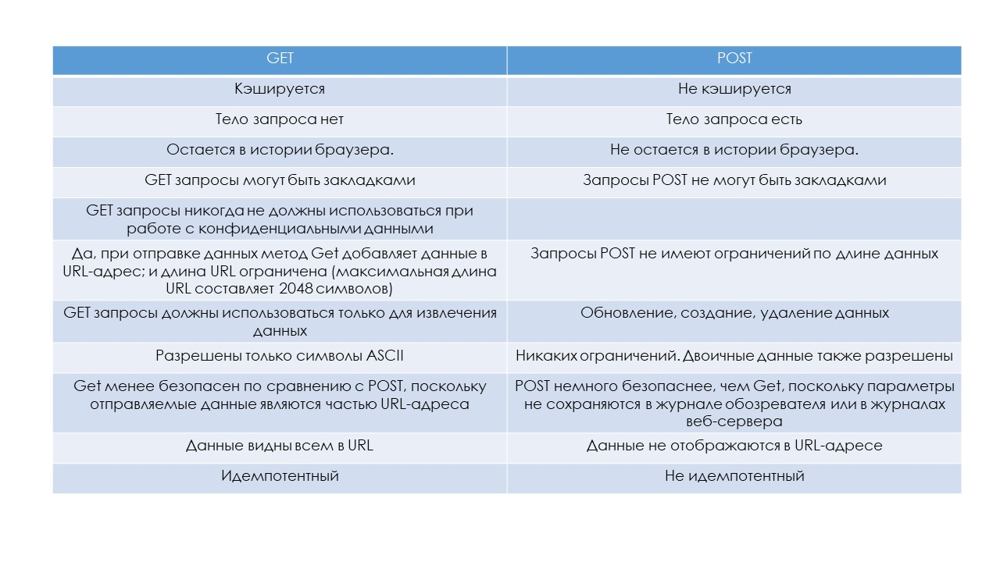 GET
POST
Кэшируется
Не кэшируется
Тело запроса нет
Тело запроса есть
Остается в истории браузера.
Не остается в истории браузера.
GET запросы могут быть закладками
Запросы POST не могут быть закладками
GET запросы никогда не должны использоваться при
работе с конфиденциальными данными
Да, при отправке данных метод Get добавляет данные в
URL-адрес; и длина URL ограничена (максимальная длина
URL составляет 2048 символов)
Запросы POST не имеют ограничений по длине данных
GET запросы должны использоваться только для извлечения
данных
Обновление, создание, удаление данных
Разрешены только символы ASCII
Никаких ограничений. Двоичные данные также разрешены
Get менее безопасен по сравнению с POST, поскольку
отправляемые данные являются частью URL-адреса
POST немного безопаснее, чем Get, поскольку параметры
не сохраняются в журнале обозревателя или в журналах
веб-сервера
Данные видны всем в URL
Данные не отображаются в URL-адресе
Идемпотентный
Не идемпотентный